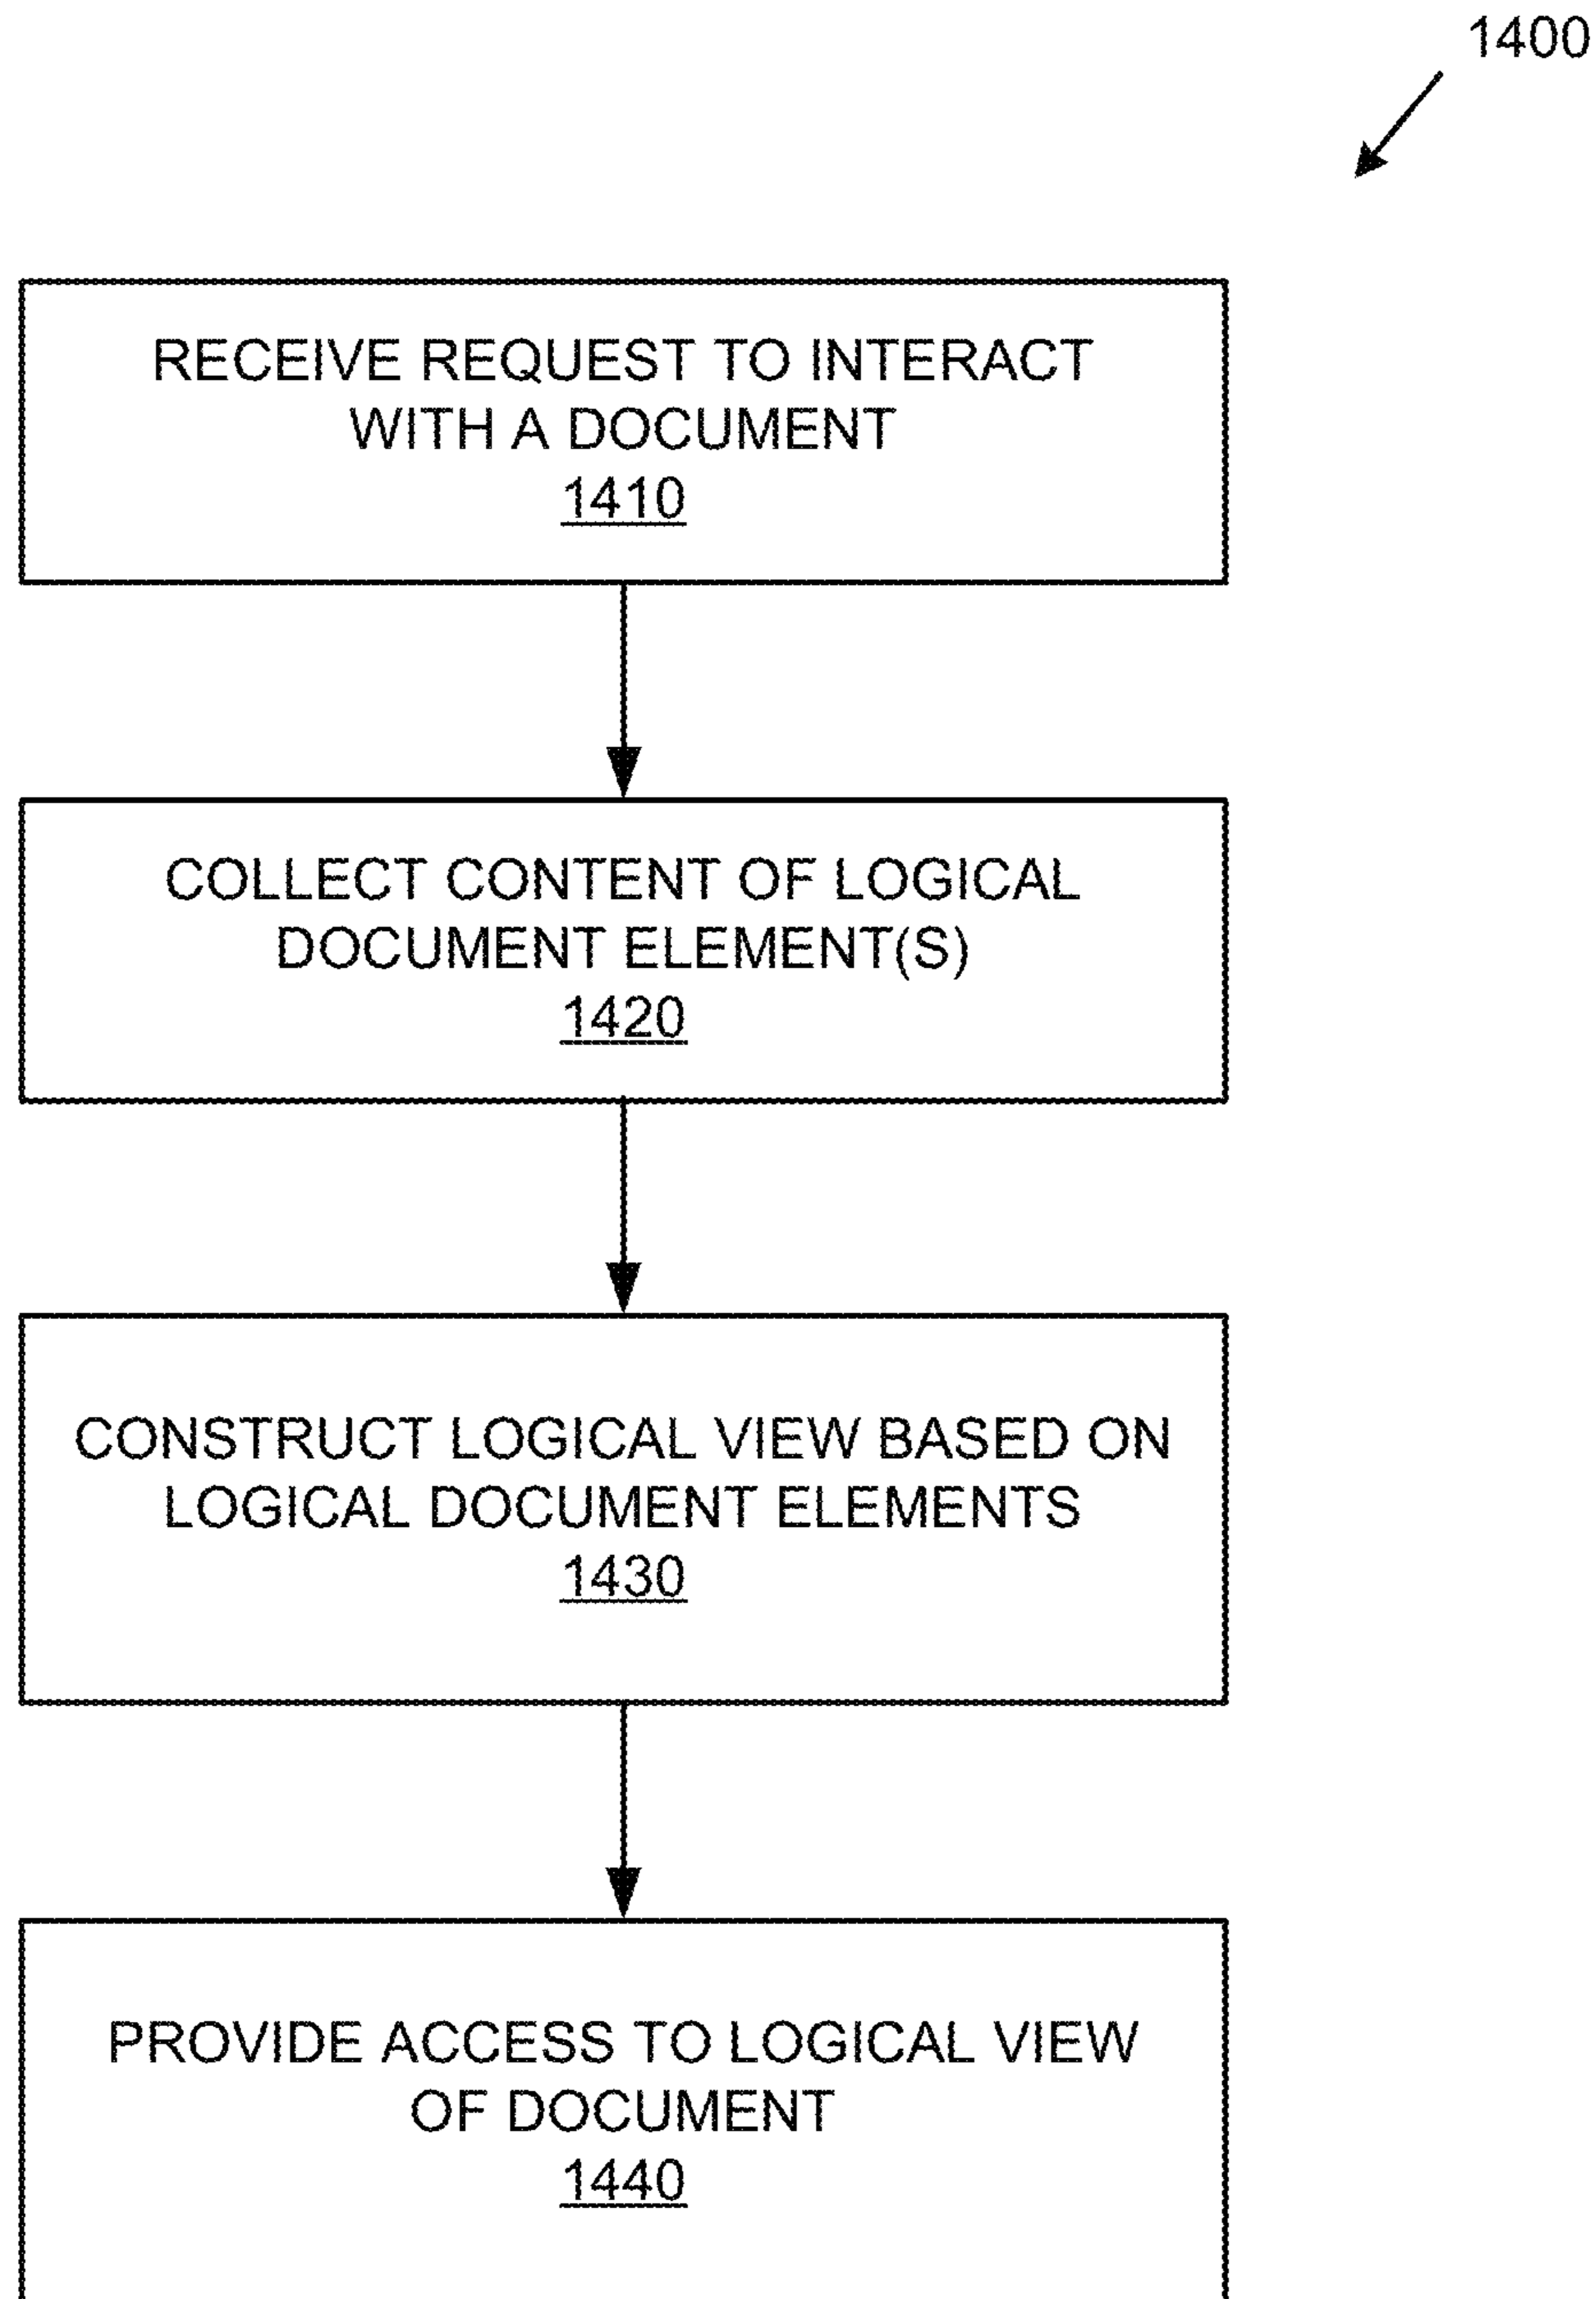 1400
RECEIVE REQUEST TO INTERACT
WITH A DOCUMENT
1410
COLLECT CONTENT OF LOGICAL
DOCUMENT ELEMENT(S)
1420
CONSTRUCT LOGICAL VIEW BASED ON
LOGICAL DOCUMENT ELEMENTS
1430
PROVIDE ACCESS TO LOGICAL VIEW
OF DOCUMENT
1440